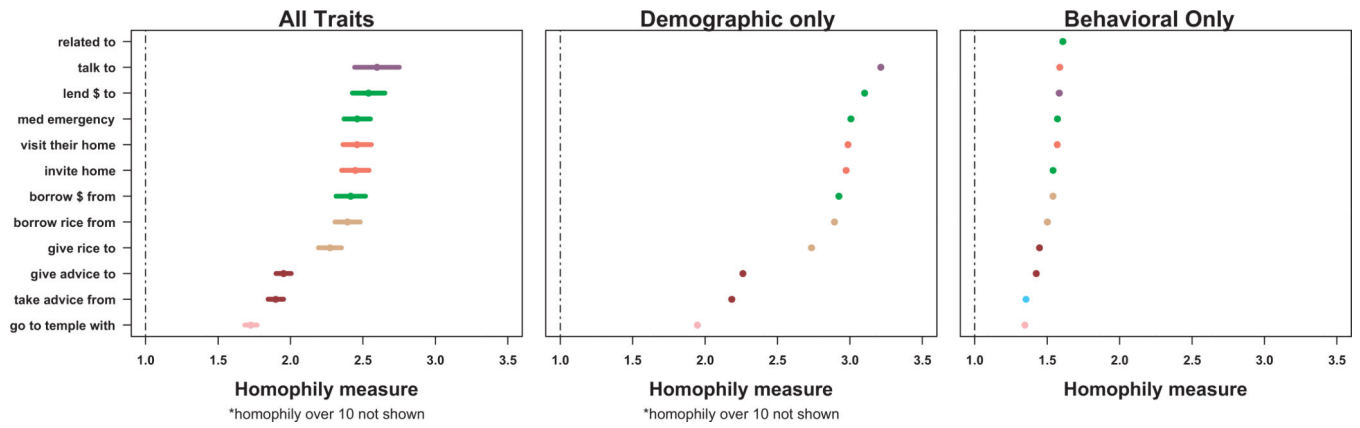 All Traits
Demographic only
Behavioral Only
related to
talk to
lend $ to
med emergency
visit their home
invite home
borrow $ from
borrow rice from
give rice to
give advice to
take advice from
go to temple with
1.0 2.0 2.5 3.0 3.5
1.0 2.0 2.5 3.0 3.5
1.0 1.5 2.0 2.5 3.0 3.5
Homophily measure
Homophily measure
Homophily measure
*homophily over 10 not shown
*homophily over 10 not shown